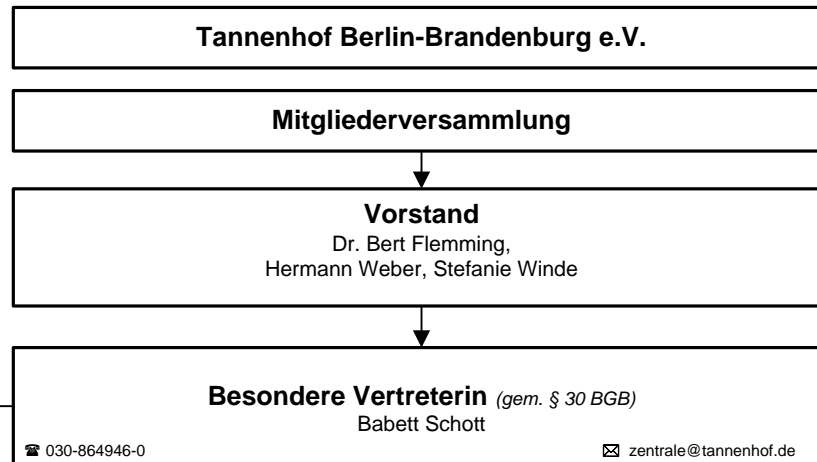 Tannenhof Berlin-Brandenburg e.V.
Mitgliederversammlung
Vorstand
Dr. Bert Flemming,
Hermann Weber, Stefanie Winde
Besondere Vertreterin (gem. § 30 BGB)
Babett Schott
☎ 030-864946-0 ✉ zentrale@tannenhof.de